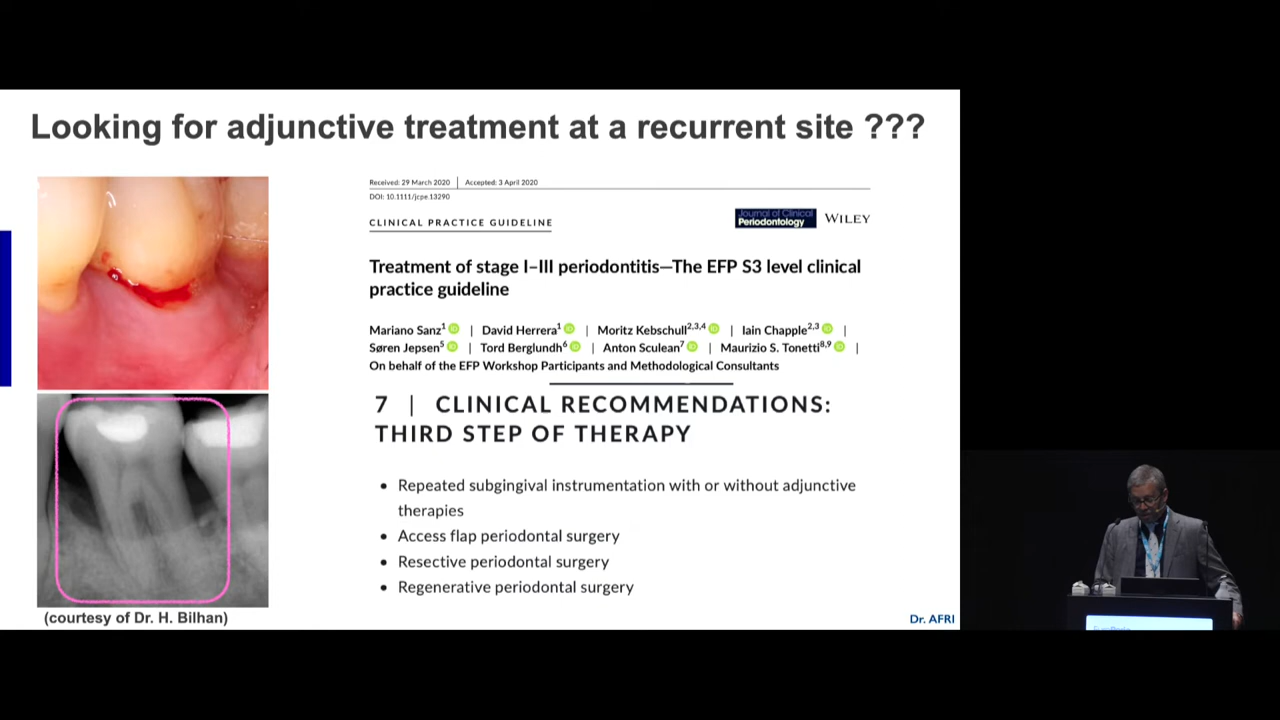 Looking for adjunctive treatment at a recurrent site ???
Received: 29 March 2020 | Accepted: 3 April 2020
DOI: 10.1111/jcpe.13290
CLINICAL PRACTICE GUIDELINE
Journal of Clinical
Periodontology
WILEY
Treatment of stage I–III periodontitis—The EFP S3 level clinical
practice guideline
Mariano Sanz1 | David Herrera1 | Moritz Kebschull2,3,4 | Iain Chapple2,3 |
Søren Jepsen5 | Tord Berglundh6 | Anton Sculean7 | Maurizio S. Tonetti8,9 |
On behalf of the EFP Workshop Participants and Methodological Consultants
7 | CLINICAL RECOMMENDATIONS:
THIRD STEP OF THERAPY
• Repeated subgingival instrumentation with or without adjunctive
therapies
• Access flap periodontal surgery
• Resective periodontal surgery
• Regenerative periodontal surgery
(courtesy of Dr. H. Bilhan)
Dr. AFRI